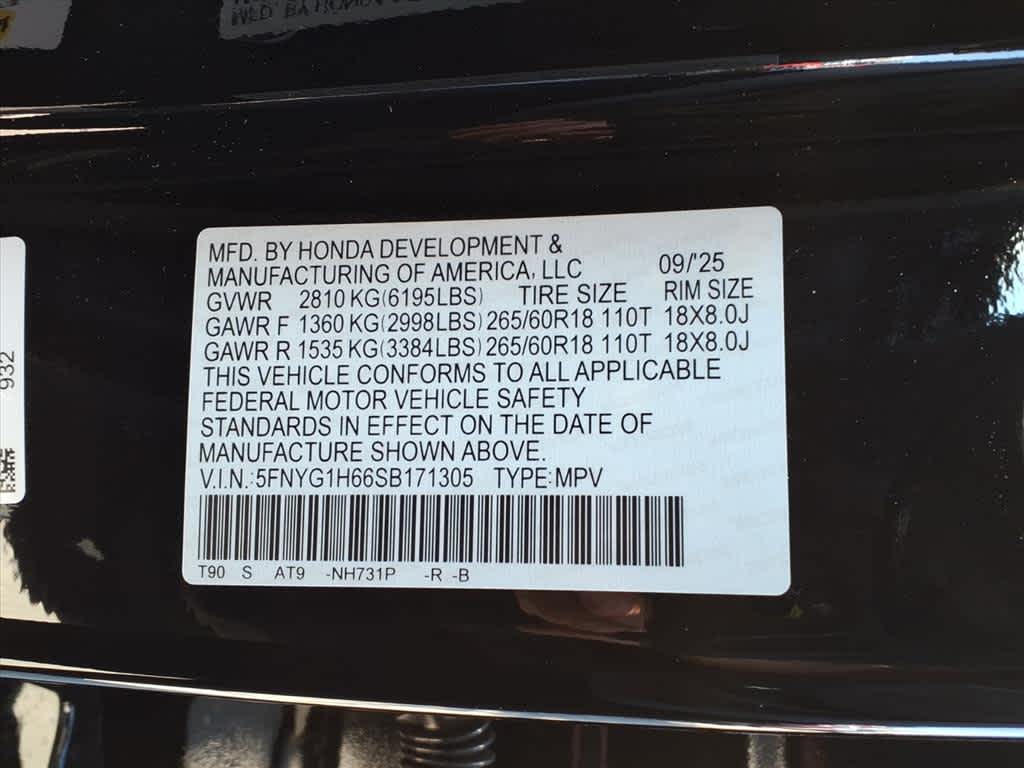 MFD. BY HONDA DEVELOPMENT &
MANUFACTURING OF AMERICA, LLC 09/'25
GVWR 2810 KG(6195LBS) TIRE SIZE RIM SIZE
GAWR F 1360 KG(2998LBS) 265/60R18 110T 18X8.0J
GAWR R 1535 KG(3384LBS) 265/60R18 110T 18X8.0J
THIS VEHICLE CONFORMS TO ALL APPLICABLE
FEDERAL MOTOR VEHICLE SAFETY
STANDARDS IN EFFECT ON THE DATE OF
MANUFACTURE SHOWN ABOVE.
V.I.N.:5FNYG1H66SB171305 TYPE:MPV
T90 S AT9 -NH731P -R -B
932